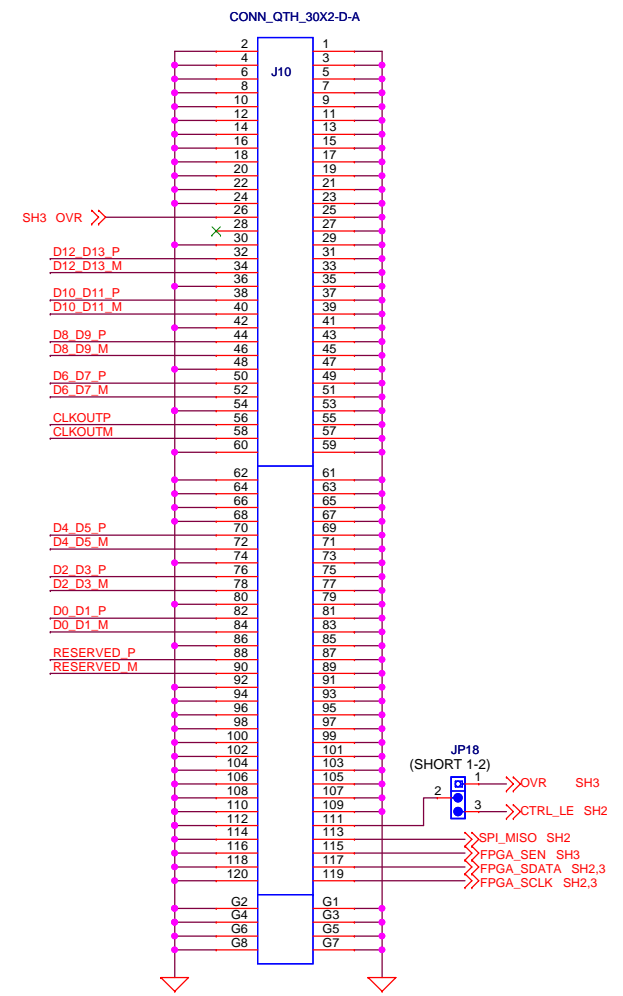 CONN_QTH_30X2-D-A
J10
2 1
4 3
6 5
8 7
10 9
12 11
14 13
16 15
18 17
20 19
22 21
24 23
SH3 OVR 26 25
28 27
30 29
D12_D13_P 32 31
D12_D13_M 34 33
36 35
D10_D11_P 38 37
D10_D11_M 40 39
42 41
D8_D9_P 44 43
D8_D9_M 46 45
48 47
D6_D7_P 50 49
D6_D7_M 52 51
54 53
CLKOUTP 56 55
CLKOUTM 58 57
60 59
62 61
64 63
66 65
68 67
D4_D5_P 70 69
D4_D5_M 72 71
74 73
D2_D3_P 76 75
D2_D3_M 78 77
80 79
D0_D1_P 82 81
D0_D1_M 84 83
86 85
RESERVED_P 88 87
RESERVED_M 90 89
92 91
94 93
96 95
98 97
100 99
102 101
104 103
106 105
108 107
110 109
112 111
114 113 SPI_MISO SH2
116 115 FPGA_SEN SH3
118 117 FPGA_SDATA SH2,3
120 119 FPGA_SCLK SH2,3
JP18
(SHORT 1-2)
1 OVR SH3
2
3 CTRL_LE SH2
G2 G1
G4 G3
G6 G5
G8 G7